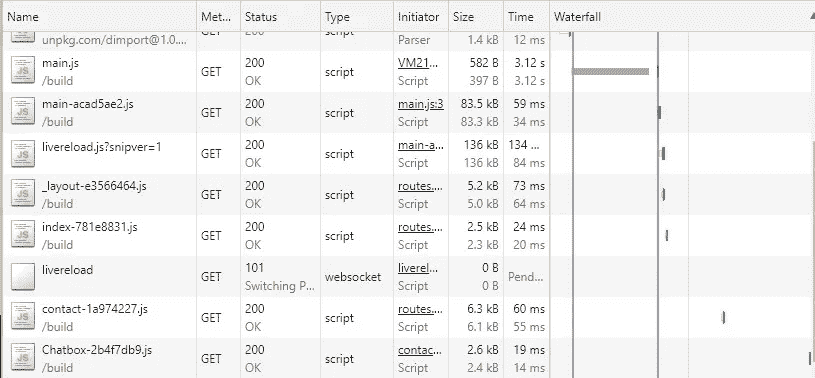 Name Met... Status Type Initiator Size Time Waterfall
unpkg.com/dimport@1.0.... GET 200 script Parser 1.4 kB 12 ms
main.js GET 200 script VM21... 582 B 3.12 s
/build OK Script 397 B 3.12 s
main-acad5ae2.js GET 200 script main.js:3 83.5 kB 59 ms
/build OK Script 83.3 kB 34 ms
livereload.js?snipver=1 GET 200 script main-a... 136 kB 134 ...
OK Script 136 kB 84 ms
_layout-e3566464.js GET 200 script routes.... 5.2 kB 73 ms
/build OK Script 5.0 kB 64 ms
index-781e8831.js GET 200 script routes.... 2.5 kB 24 ms
/build OK Script 2.3 kB 20 ms
livereload GET 101 websocket liverel... 0 B Pend...
Switching P... Script 0 B
contact-1a974227.js GET 200 script routes.... 6.3 kB 60 ms
/build OK Script 6.1 kB 55 ms
Chatbox-2b4f7db9.js GET 200 script contac... 2.6 kB 19 ms
/build OK Script 2.4 kB 14 ms